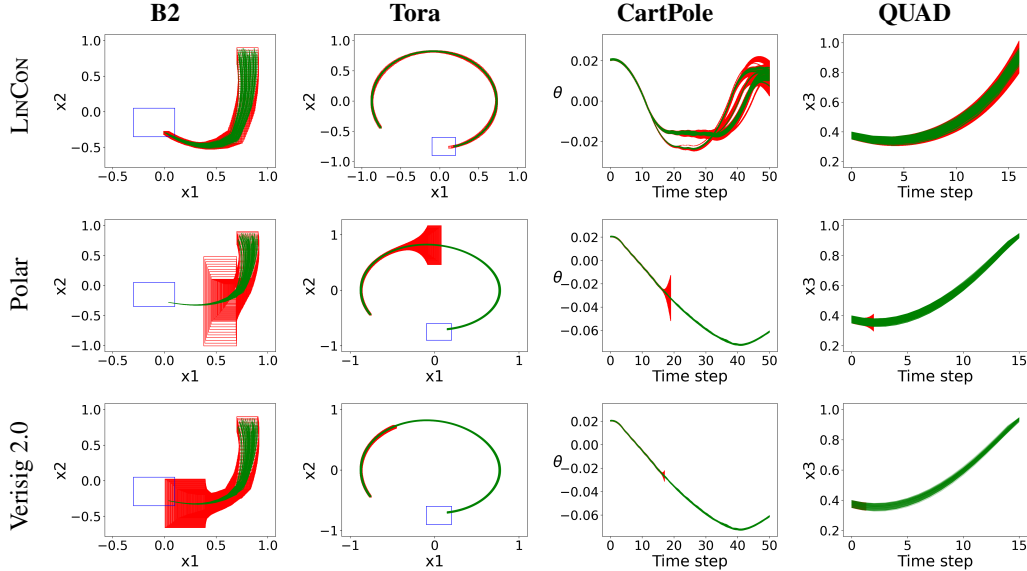 B2 Tora CartPole QUAD
LINCON
1.0 0.5 0.0 −0.5
x2
−0.5 0.0 0.5 1.0
x1
1.0 0.5 0.0 −0.5 −1.0
x2
−1.0 −0.5 0.0 0.5 1.0
x1
0.02 0.00 −0.02
θ
0 10 20 30 40 50
Time step
1.0 0.8 0.6 0.4 0.2
x3
0 5 10 15
Time step
Polar
1.0 0.5 0.0 −0.5 −1.0
x2
−0.5 0.0 0.5 1.0
x1
1 0 −1
x2
−1 0 1
x1
0.02 0.00 −0.02 −0.04 −0.06
θ
0 10 20 30 40 50
Time step
1.0 0.8 0.6 0.4 0.2
x3
0 5 10 15
Time step
Verisig 2.0
1.0 0.5 0.0 −0.5
x2
−0.5 0.0 0.5 1.0
x1
1 0 −1
x2
−1 0 1
x1
0.02 0.00 −0.02 −0.04 −0.06
θ
0 10 20 30 40 50
Time step
1.0 0.8 0.6 0.4 0.2
x3
0 5 10 15
Time step